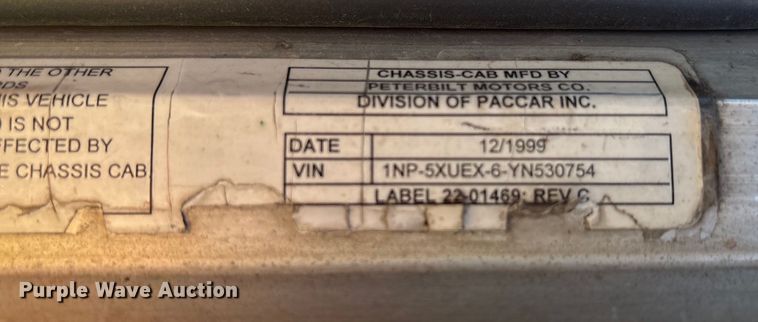 O THE OTHER
RDS
IS VEHICLE
O IS NOT
FFECTED BY
E CHASSIS CAB.
CHASSIS-CAB MFD BY
PETERBILT MOTORS CO.
DIVISION OF PACCAR INC.
DATE 12/1999
VIN 1NP-5XUEX-6-YN530754
LABEL 22-01469: REV C
Purple Wave Auction